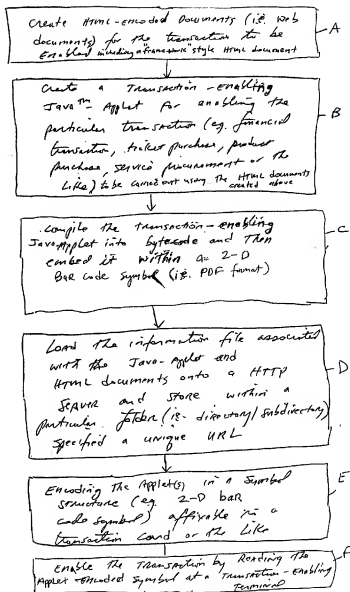 Create Html-Encoded Documents (i.e. Web
documents) for the transaction to be
Enabled including a "framework" style Html document
A
Create a Transaction-Enabling
Java™-Applet for enabling the
particular transaction (eg. financial
transaction, ticket purchase, product
purchase, service procurement or the
Like) to be carried out using the HTML documents
created above
B
Compile the transaction-enabling
Java-Applet into bytecode and Then
embed it within a 2-D
Bar code symbol (i.e. PDF format)
C
Load the information file associated
with the Java-Applet and
HTML documents onto a HTTP
Server and store within a
particular folder (ie- directory/subdirectory)
specified a unique URL
D
Encoding The Applet(s) in a Symbol
structure (eg. 2-D bar
code symbol) affixable in a
transaction card or the Like
E
Enable the Transaction by Reading the
Applet-Encoded Symbol at a Transaction-Enabling
Terminal
F